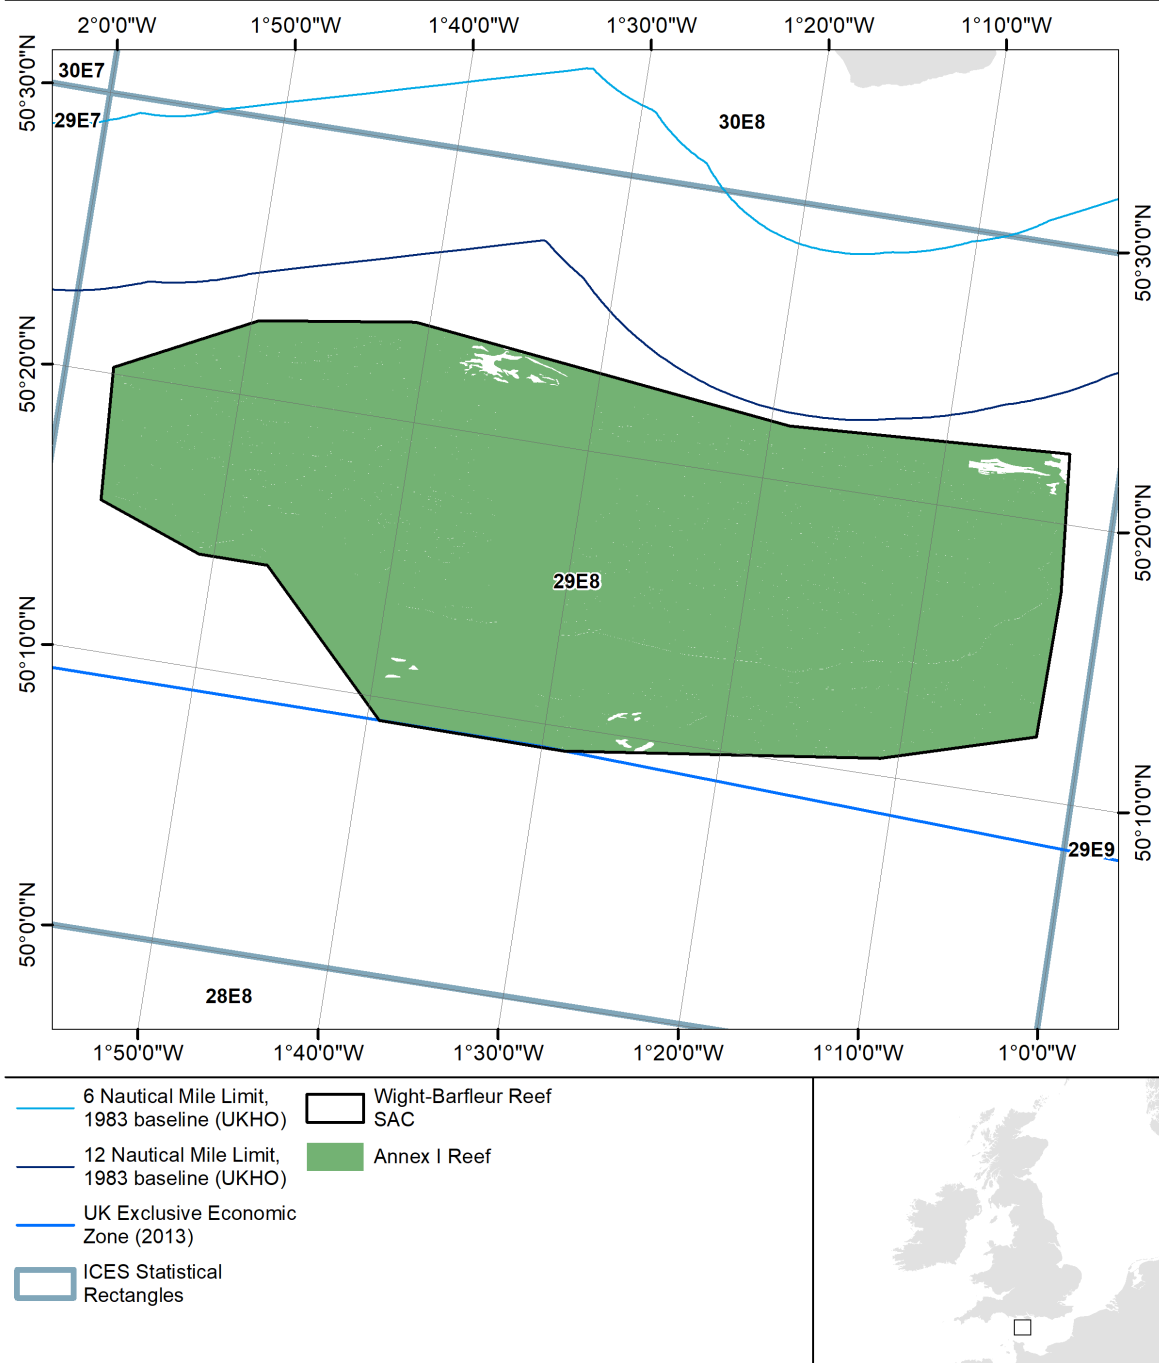 2°0'0"W 1°50'0"W 1°40'0"W 1°30'0"W 1°20'0"W 1°10'0"W
50°30'0"N
50°20'0"N
50°10'0"N
50°0'0"N
30E7
29E7
30E8
29E8
29E9
28E8
50°30'0"N
50°20'0"N
50°10'0"N
1°50'0"W 1°40'0"W 1°30'0"W 1°20'0"W 1°10'0"W 1°0'0"W
6 Nautical Mile Limit,
1983 baseline (UKHO)
12 Nautical Mile Limit,
1983 baseline (UKHO)
UK Exclusive Economic
Zone (2013)
ICES Statistical
Rectangles
Wight-Barfleur Reef
SAC
Annex I Reef